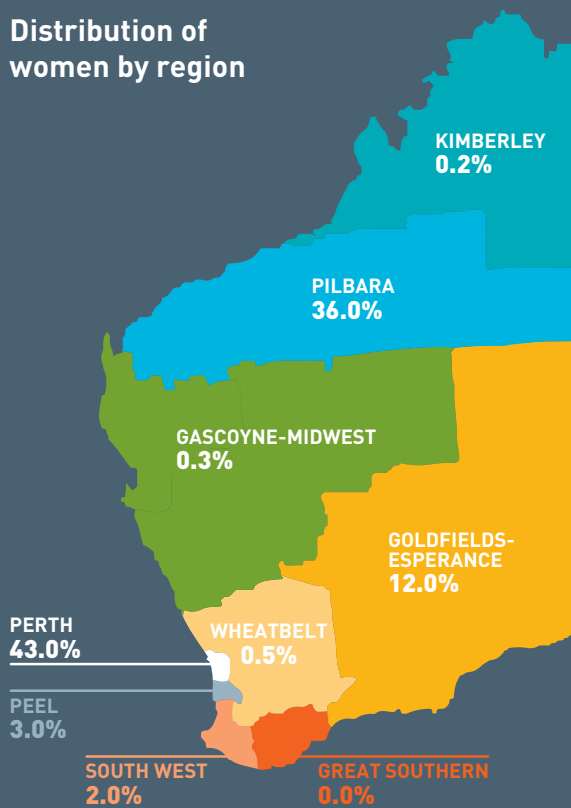 Distribution of
women by region
KIMBERLEY
0.2%
PILBARA
36.0%
GASCOYNE-MIDWEST
0.3%
GOLDFIELDS-
ESPERANCE
12.0%
WHEATBELT
0.5%
PERTH
43.0%
PEEL
3.0%
SOUTH WEST
2.0%
GREAT SOUTHERN
0.0%